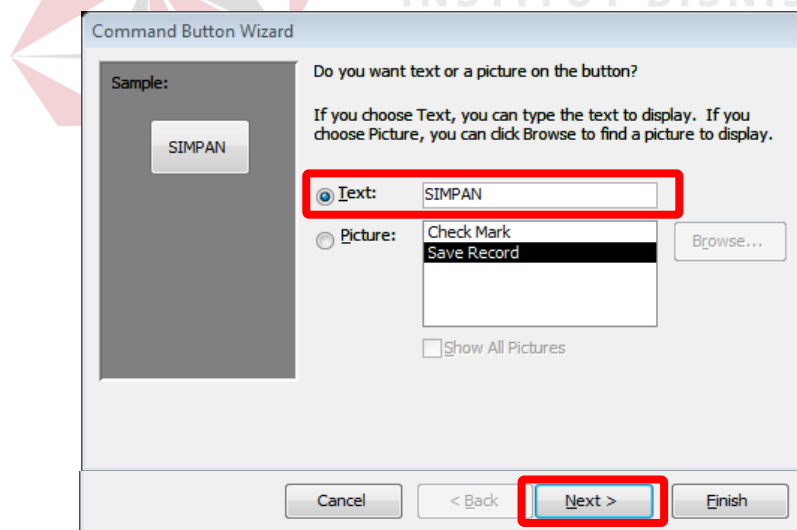 INSTITUT BISNIS
Command Button Wizard
Sample:
SIMPAN
Do you want text or a picture on the button?
If you choose Text, you can type the text to display. If you
choose Picture, you can click Browse to find a picture to display.
Text: SIMPAN
Picture: Check Mark
Save Record
Browse...
Show All Pictures
Cancel < Back Next > Finish